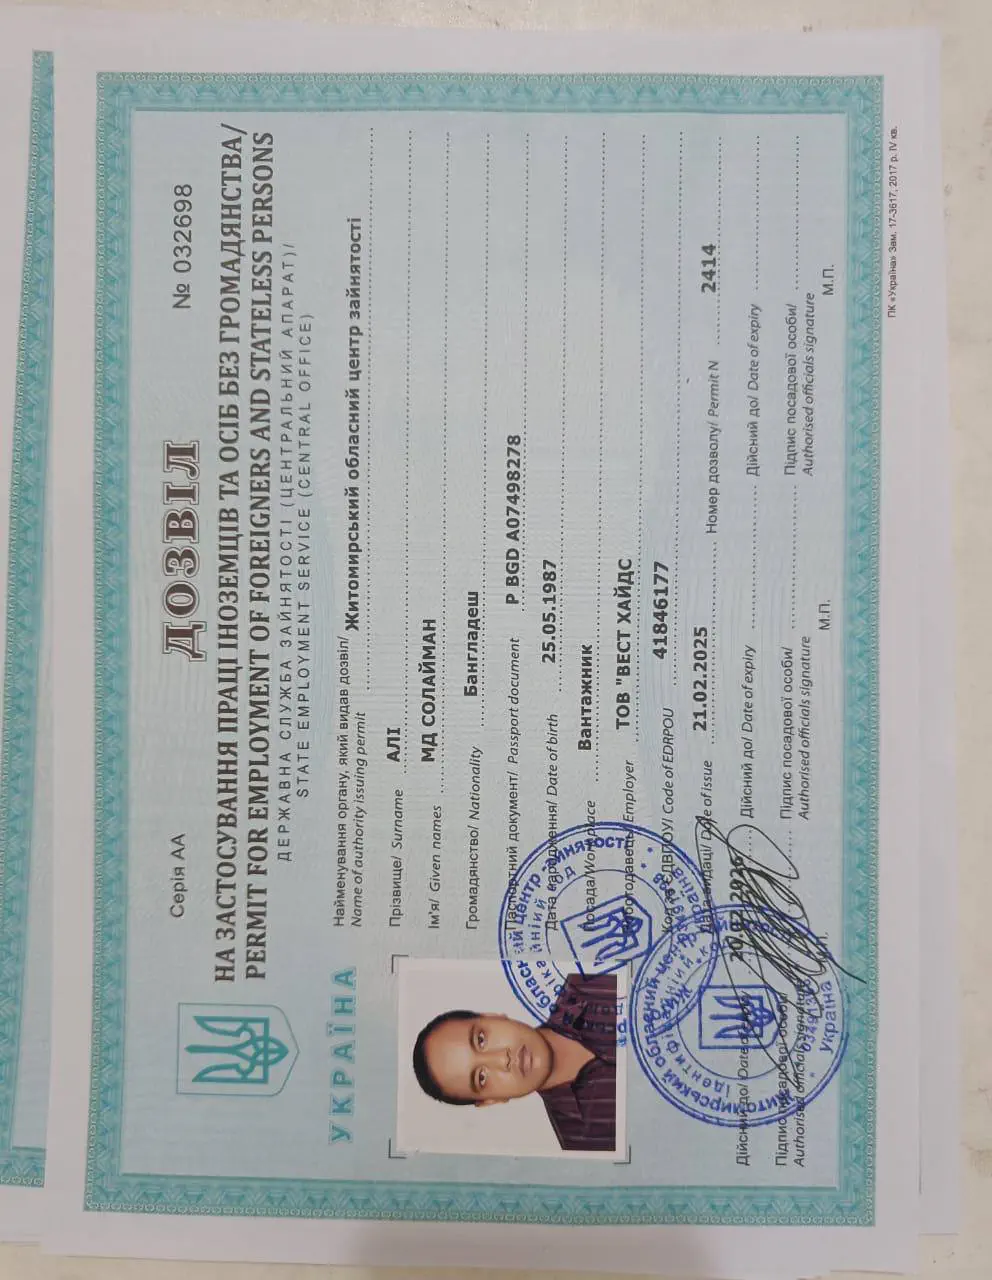 Серія АА
№ 032698
ДОЗВІЛ
НА ЗАСТОСУВАННЯ ПРАЦІ ІНОЗЕМЦІВ ТА ОСІБ БЕЗ ГРОМАДЯНСТВА/
PERMIT FOR EMPLOYMENT OF FOREIGNERS AND STATELESS PERSONS
ДЕРЖАВНА СЛУЖБА ЗАЙНЯТОСТІ (ЦЕНТРАЛЬНИЙ АПАРАТ)/
STATE EMPLOYMENT SERVICE (CENTRAL OFFICE)
УКРАЇНА
Найменування органу, який видав дозвіл/
Name of authority issuing permit Житомирський обласний центр зайнятості
Прізвище/ Surname АЛІ
Ім'я/ Given names МД СОЛАЙМАН
Громадянство/ Nationality Бангладеш
Паспортний документ/ Passport document P BGD A07498278
Дата народження/ Date of birth 25.05.1987
Посада/Workplace Вантажник
Роботодавець/Employer ТОВ "ВЕСТ ХАЙДС
Код за ЄДРПОУ/ Code of EDRPOU 41846177
Дата видачі/ Date of issue 21.02.2025 Номер дозволу/ Permit N 2414
Дійсний до/ Date of expiry 20.02.2026 Дійсний до/ Date of expiry Дійсний до/ Date of expiry
Підпис посадової особи/ Підпис посадової особи/ Підпис посадової особи/
Authorised officials signature Authorised officials signature Authorised officials signature
М.П. М.П. М.П.
Україна
ПК «Україна» Зам. 17-3617, 2017 р. IV кв.